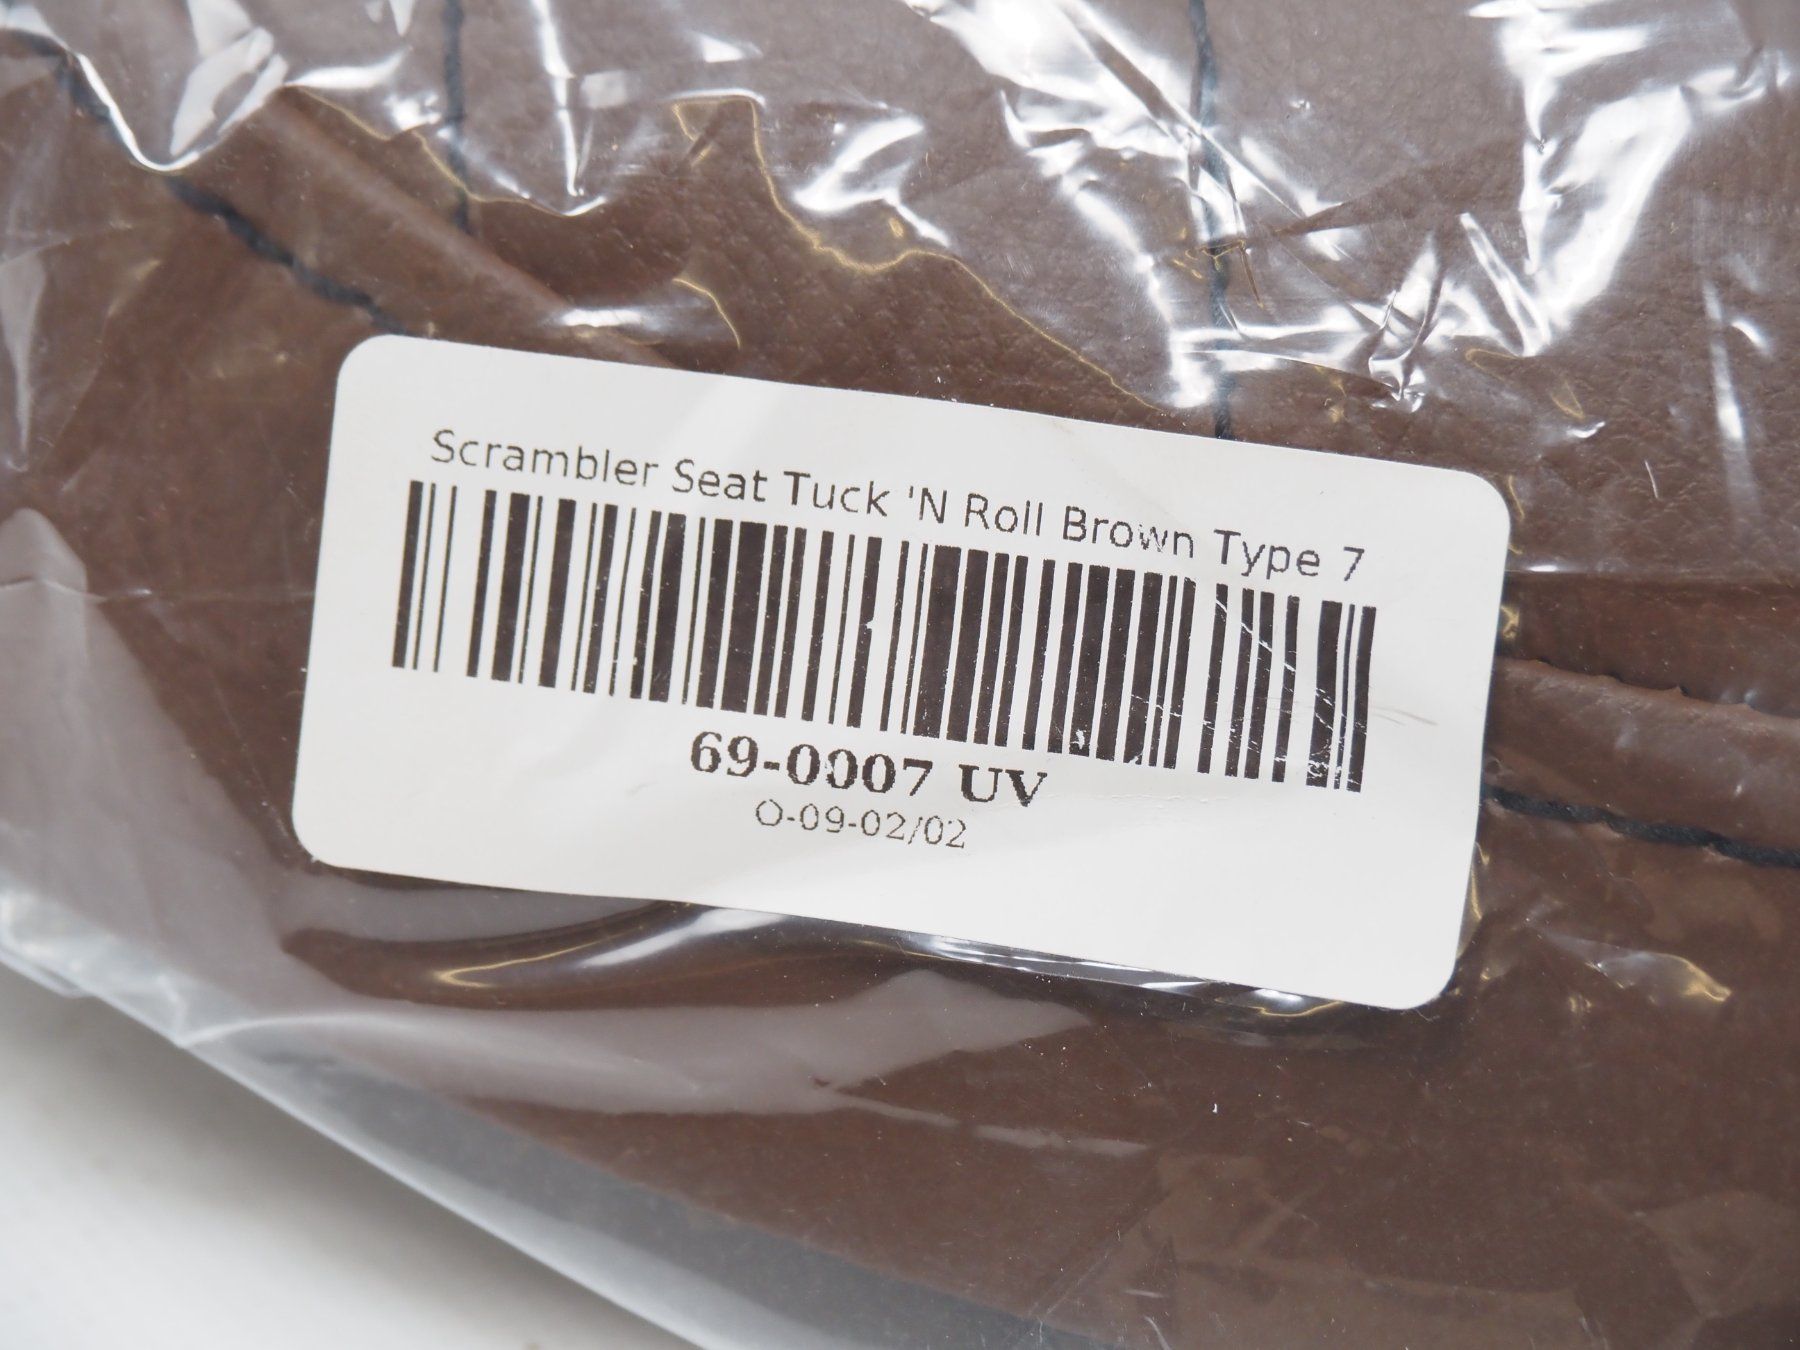 Scrambler Seat Tuck 'N Roll Brown Type 7
69-0007 UV
O-09-02/02